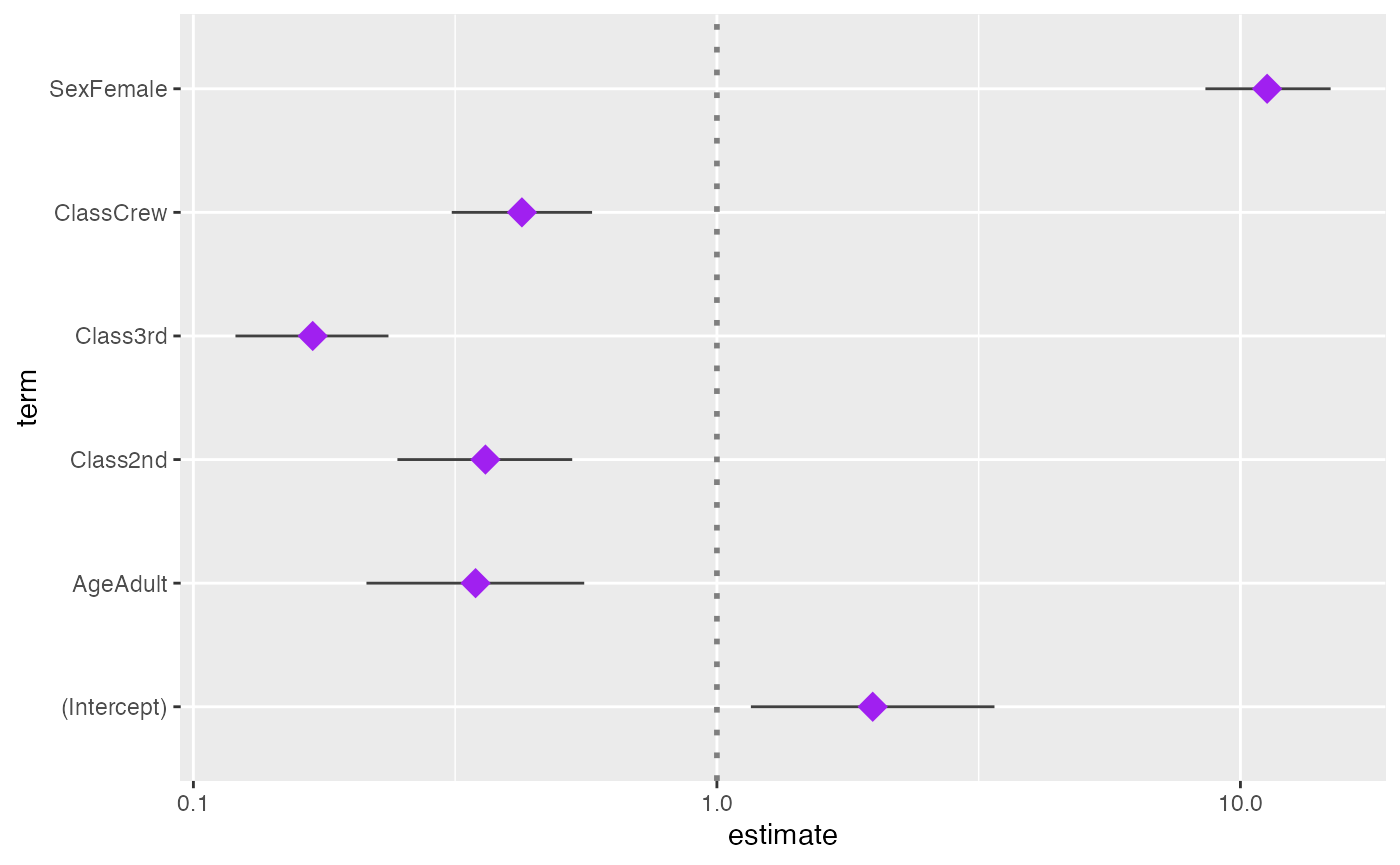 SexFemale
ClassCrew
Class3rd
Class2nd
AgeAdult
(Intercept)
term
0.1 1.0 10.0
estimate